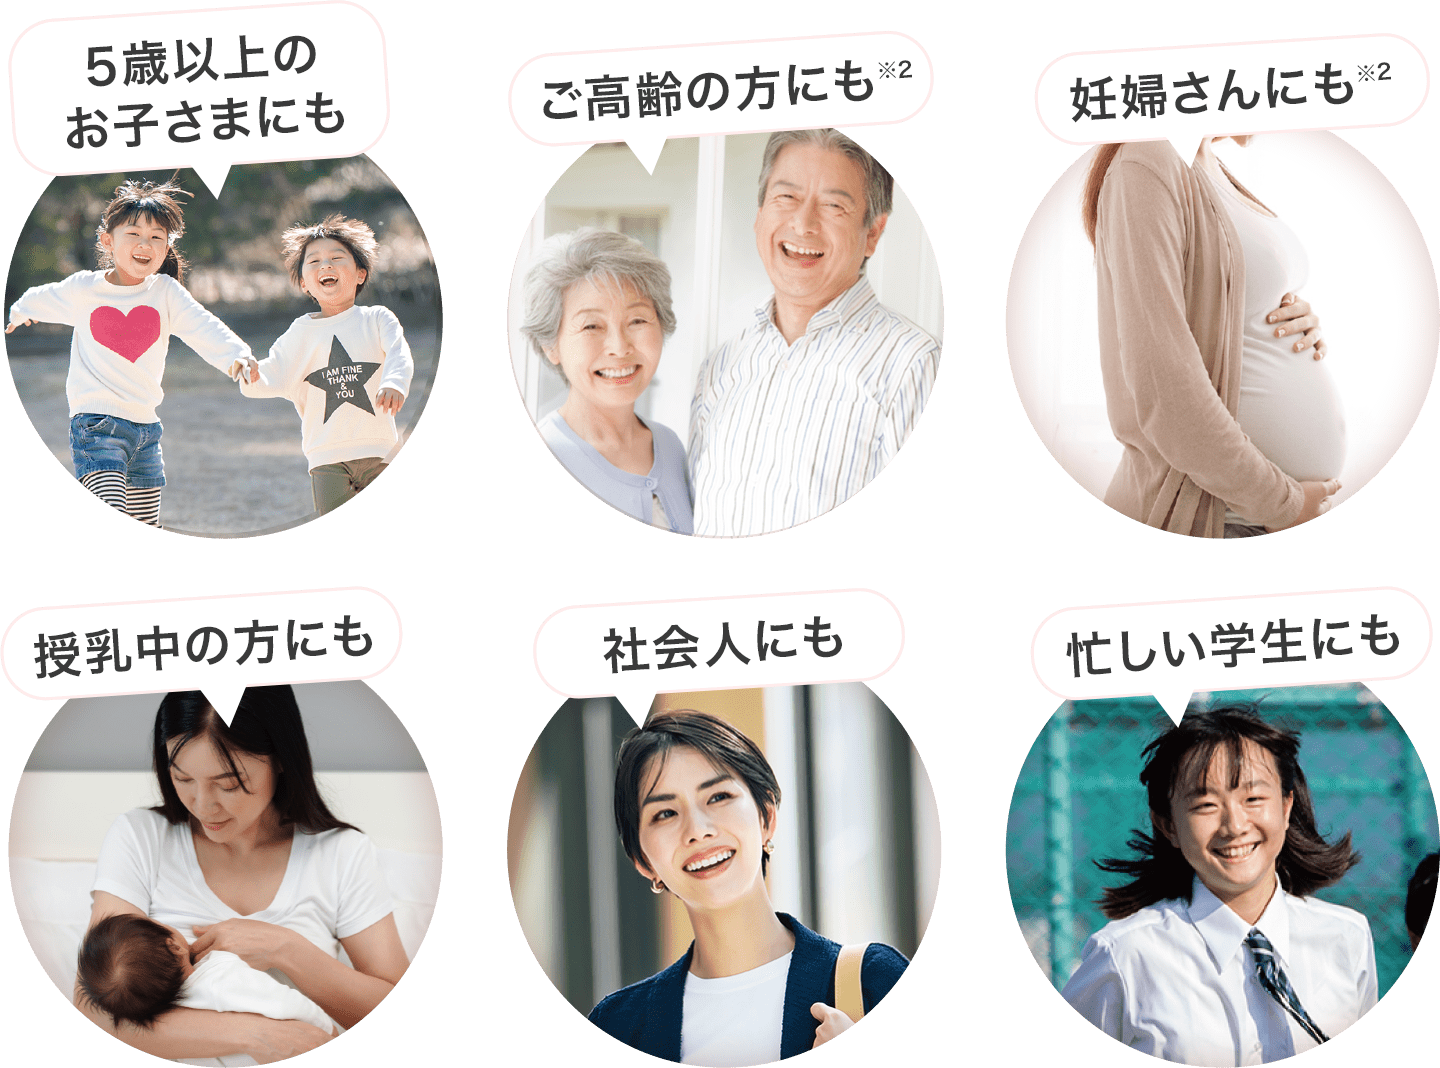 5歳以上の
お子さまにも
ご高齢の方にも※2
妊婦さんにも※2
I AM FINE
THANK
&
YOU
授乳中の方にも
社会人にも
忙しい学生にも